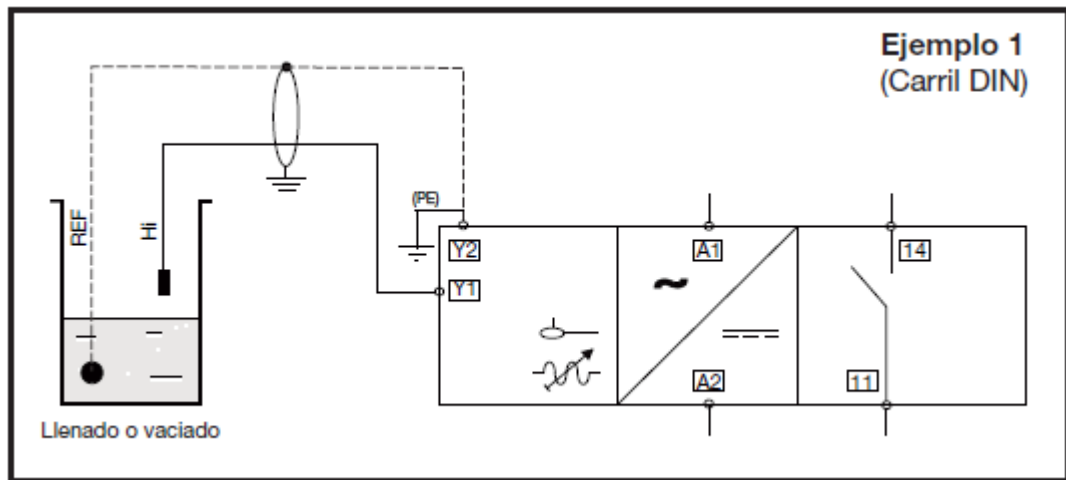 Ejemplo 1
(Carril DIN)
(PE)
REF
Hi
Y2
A1
14
Y1
A2
11
Llenado o vaciado